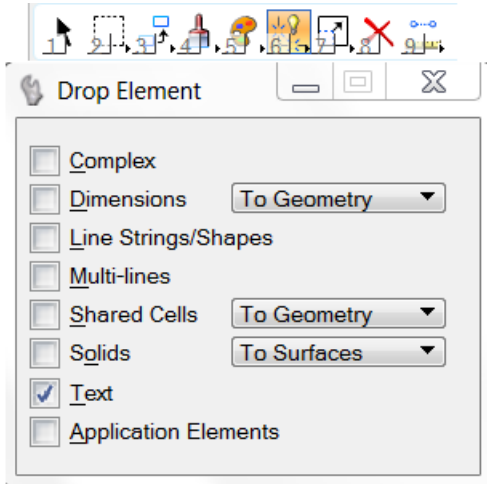 1 2 3 4 5 6 7 8 9
Drop Element
Complex
Dimensions To Geometry
Line Strings/Shapes
Multi-lines
Shared Cells To Geometry
Solids To Surfaces
Text
Application Elements